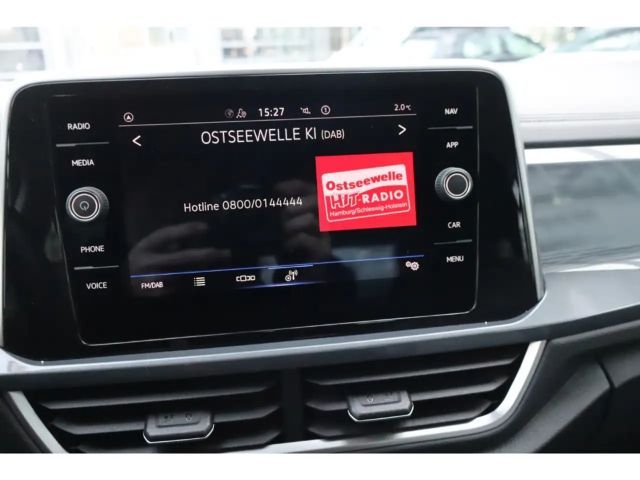 RADIO
MEDIA
PHONE
VOICE
15:27
2.0 °C
OSTSEEWELLE KI (DAB)
Hotline 0800/0144444
Ostseewelle
HIT-RADIO
Hamburg/Schleswig-Holstein
FM/DAB
NAV
APP
CAR
MENU